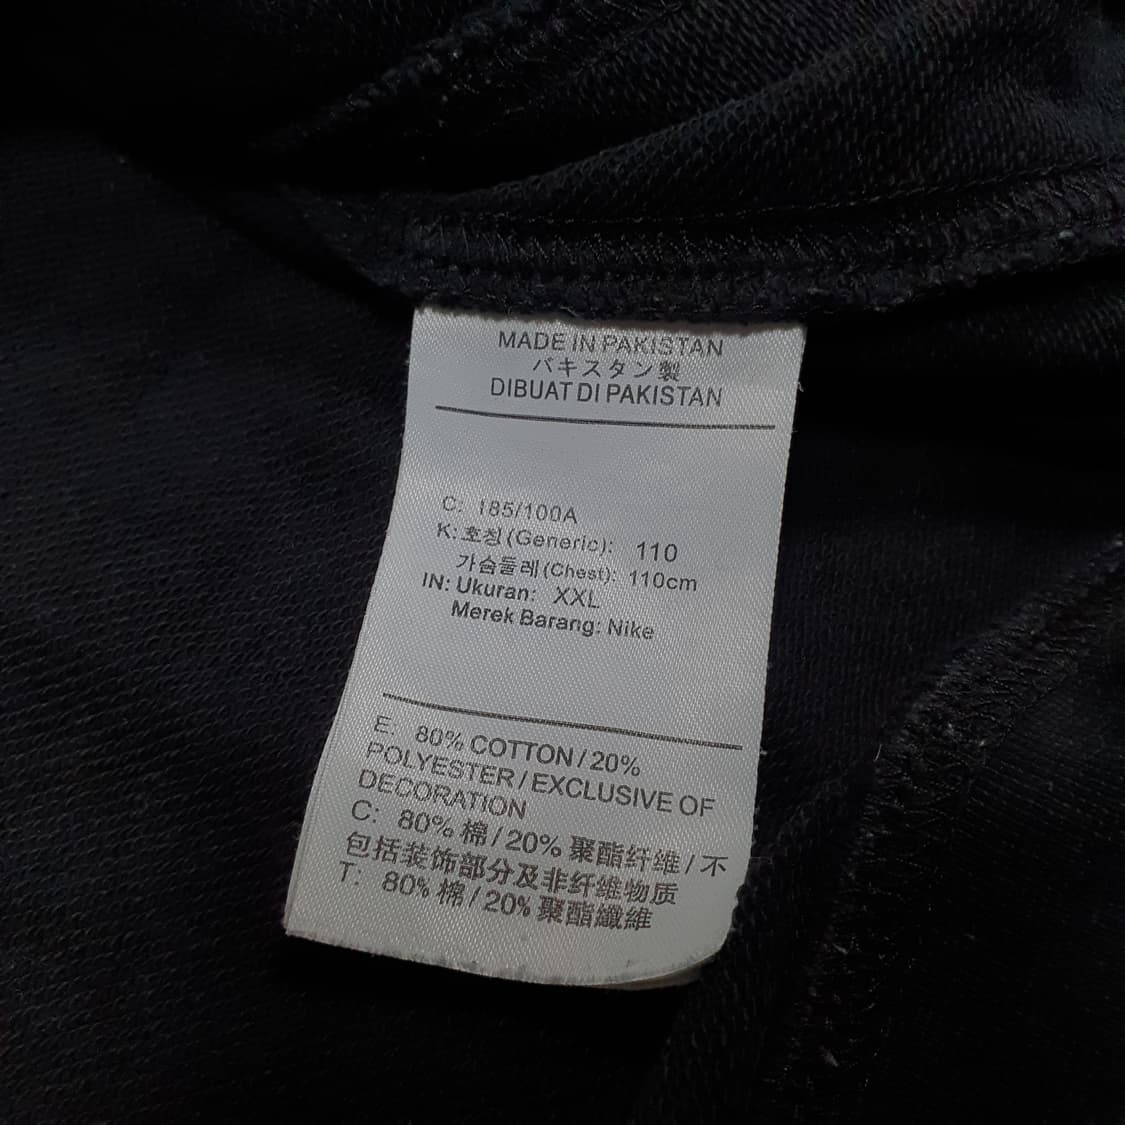 MADE IN PAKISTAN
パキスタン製
DIBUAT DI PAKISTAN
C: 185/100A
K: 호칭 (Generic): 110
가슴둘레 (Chest): 110cm
IN: Ukuran: XXL
Merek Barang: Nike
E: 80% COTTON / 20%
POLYESTER / EXCLUSIVE OF
DECORATION
C: 80% 棉 / 20% 聚酯纤维 / 不
包括装饰部分及非纤维物质
T: 80% 棉 / 20% 聚酯纖維